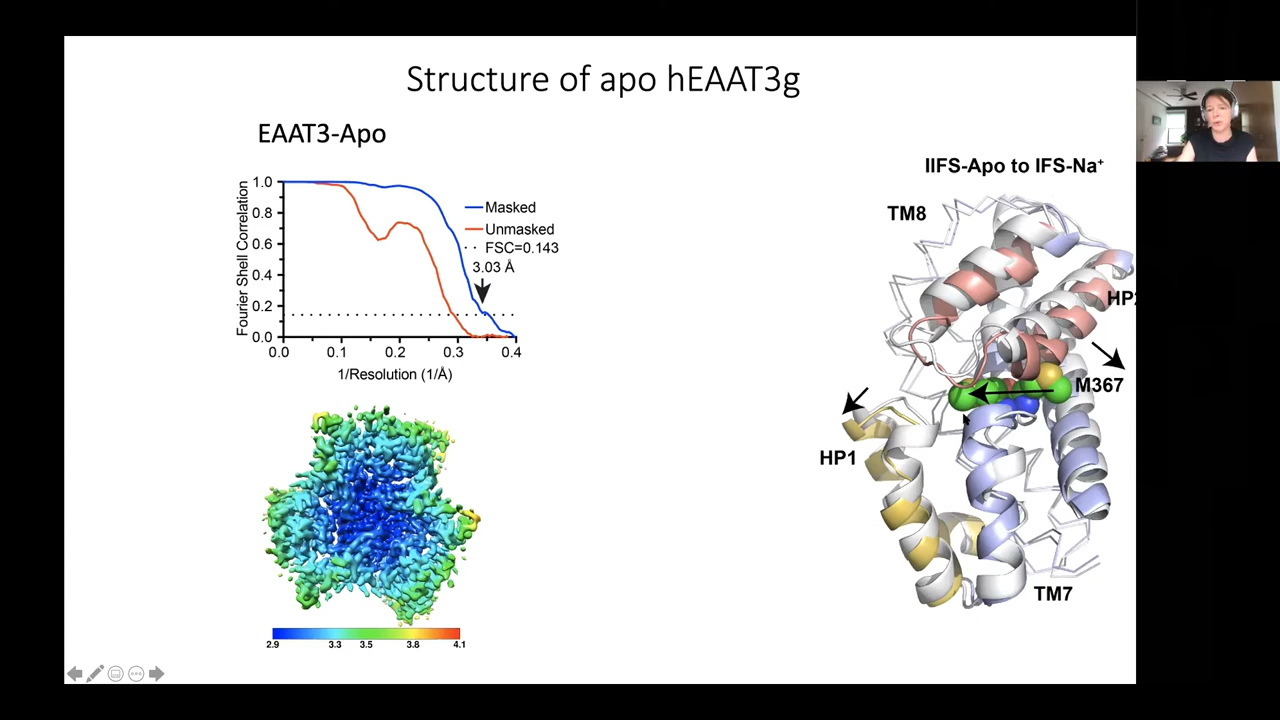 Structure of apo hEAAT3g
EAAT3-Apo
Fourier Shell Correlation
1.0
0.8
0.6
0.4
0.2
0.0
0.0
0.1
0.2
0.3
0.4
1/Resolution (1/Å)
Masked
Unmasked
FSC=0.143
3.03 Å
2.9
3.3
3.5
3.8
4.1
IIFS-Apo to IFS-Na⁺
TM8
M367
HP1
TM7